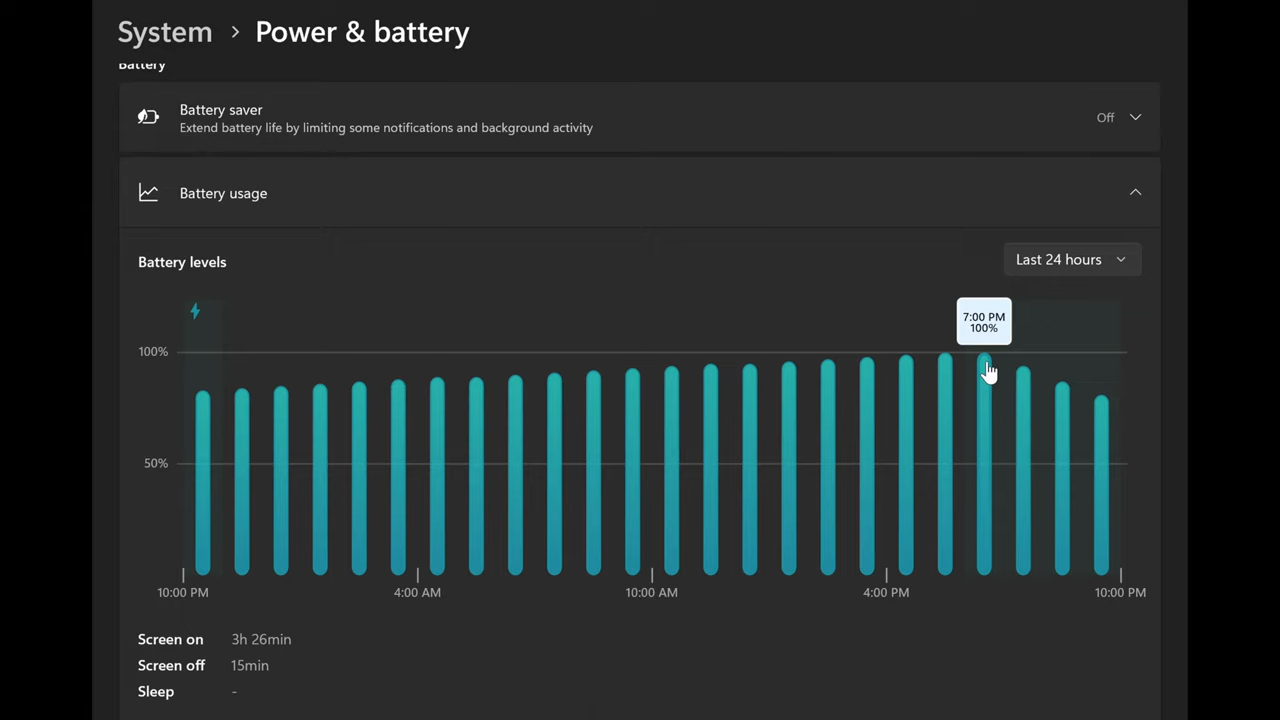 System > Power & battery
Battery
Battery saver
Extend battery life by limiting some notifications and background activity
Off
Battery usage
Battery levels
Last 24 hours
7:00 PM
100%
100%
50%
10:00 PM 4:00 AM 10:00 AM 4:00 PM 10:00 PM
Screen on 3h 26min
Screen off 15min
Sleep -